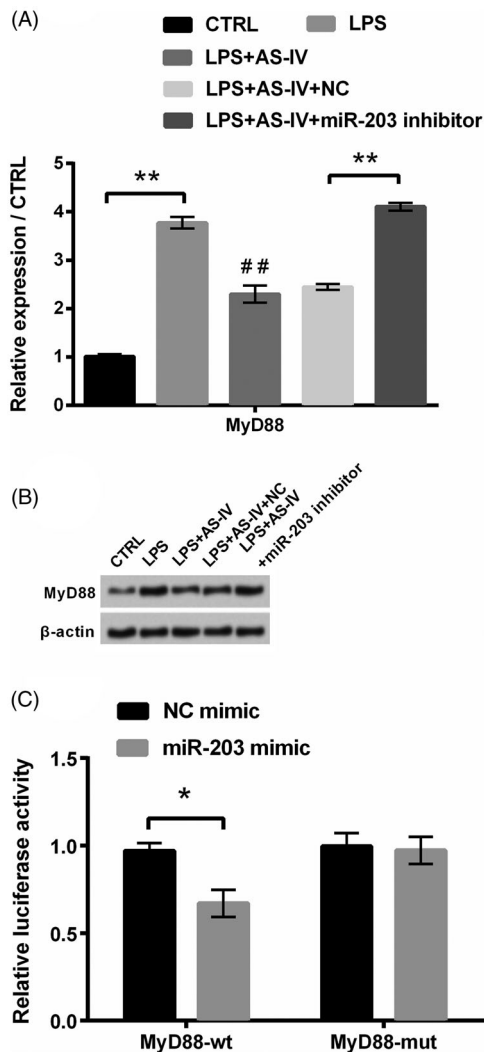 (A)
CTRL LPS
LPS+AS-IV
LPS+AS-IV+NC
LPS+AS-IV+miR-203 inhibitor
Relative expression / CTRL
5
4
3
2
1
0
**
##
**
MyD88
(B)
CTRL
LPS
LPS+AS-IV
LPS+AS-IV+NC
LPS+AS-IV
+miR-203 inhibitor
MyD88
β-actin
(C)
NC mimic
miR-203 mimic
Relative luciferase activity
1.5
1.0
0.5
0.0
*
MyD88-wt MyD88-mut